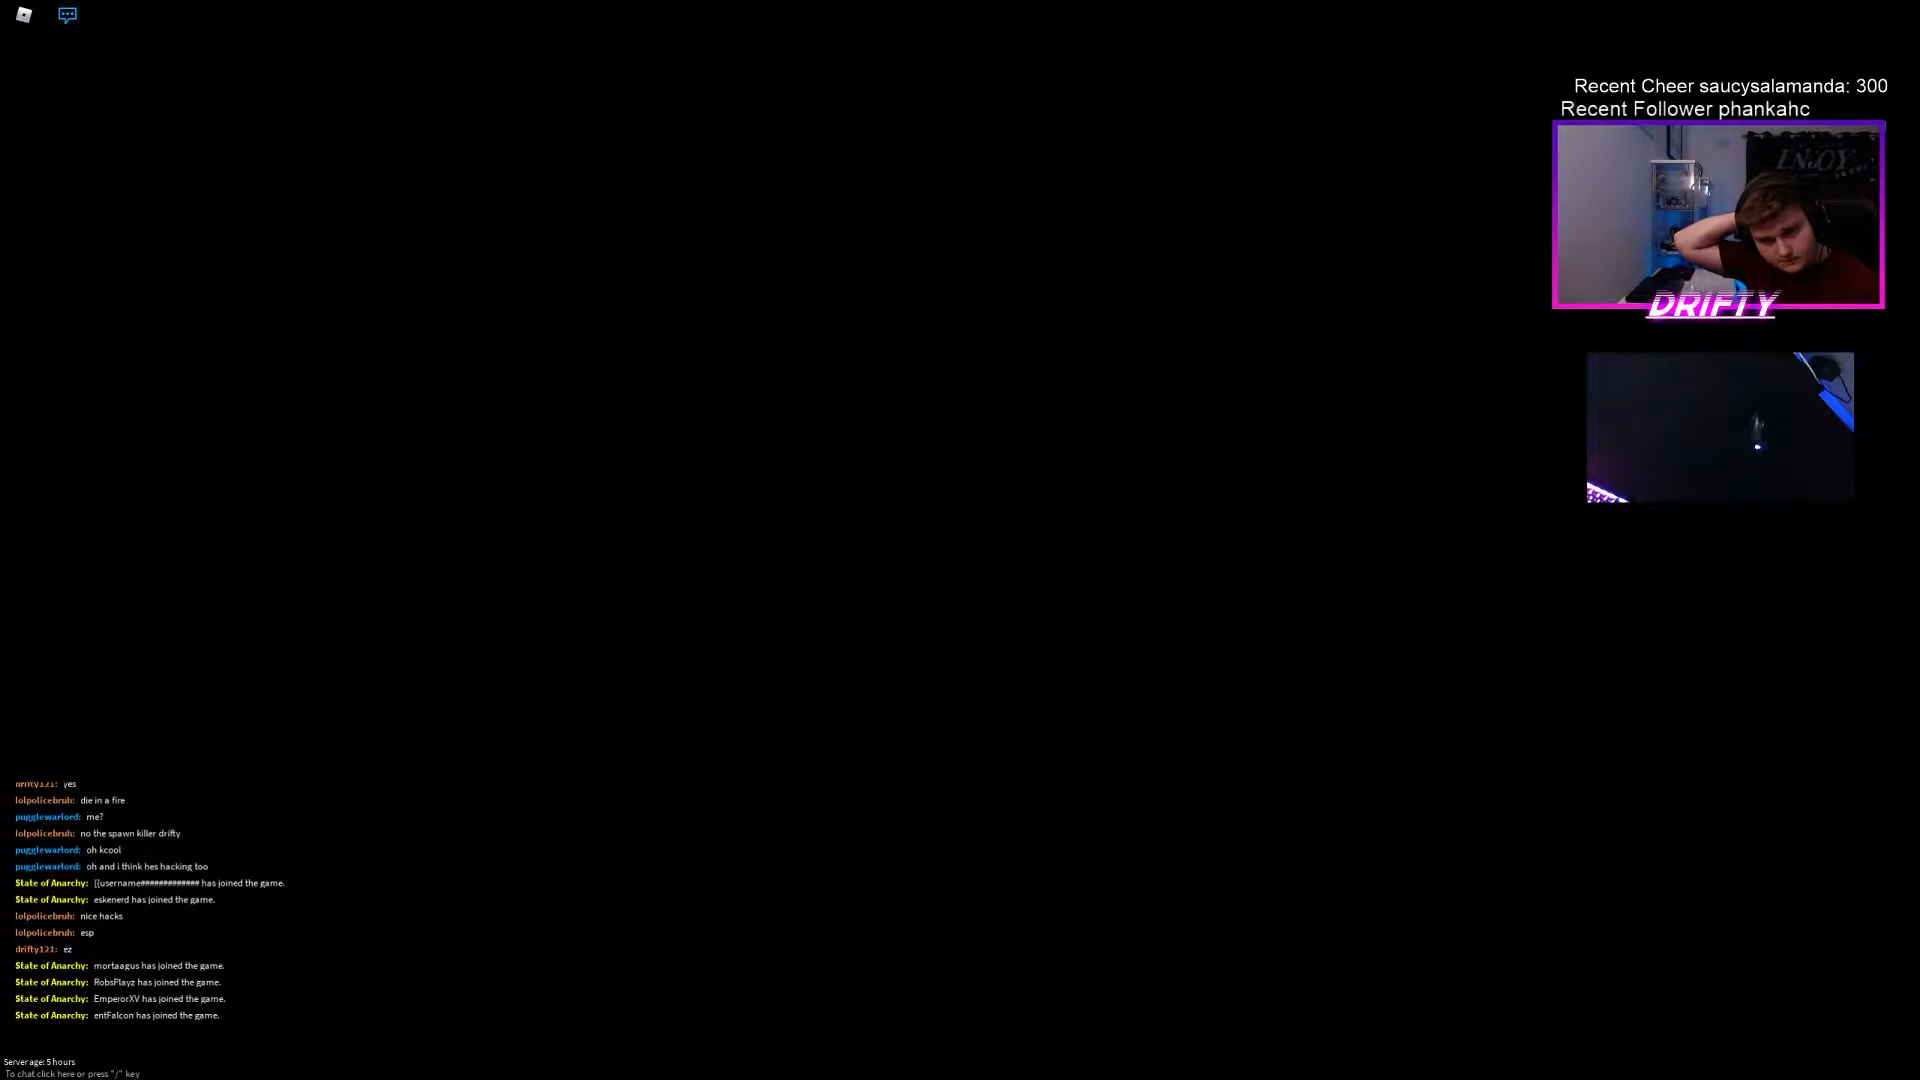 Recent Cheer saucysalamanda: 300
Recent Follower phankahc
ENJOY
DRIFTY
drifty121: yes
lolpolicebruh: die in a fire
pugglewarlord: me?
lolpolicebruh: no the spawn killer drifty
pugglewarlord: oh kcool
pugglewarlord: oh and i think hes hacking too
State of Anarchy: {{username############# has joined the game.
State of Anarchy: eskenerd has joined the game.
lolpolicebruh: nice hacks
lolpolicebruh: esp
drifty121: ez
State of Anarchy: mortaagus has joined the game.
State of Anarchy: RobsPlayz has joined the game.
State of Anarchy: EmperorXV has joined the game.
State of Anarchy: entFalcon has joined the game.
Server age: 5 hours
To chat click here or press "/" key